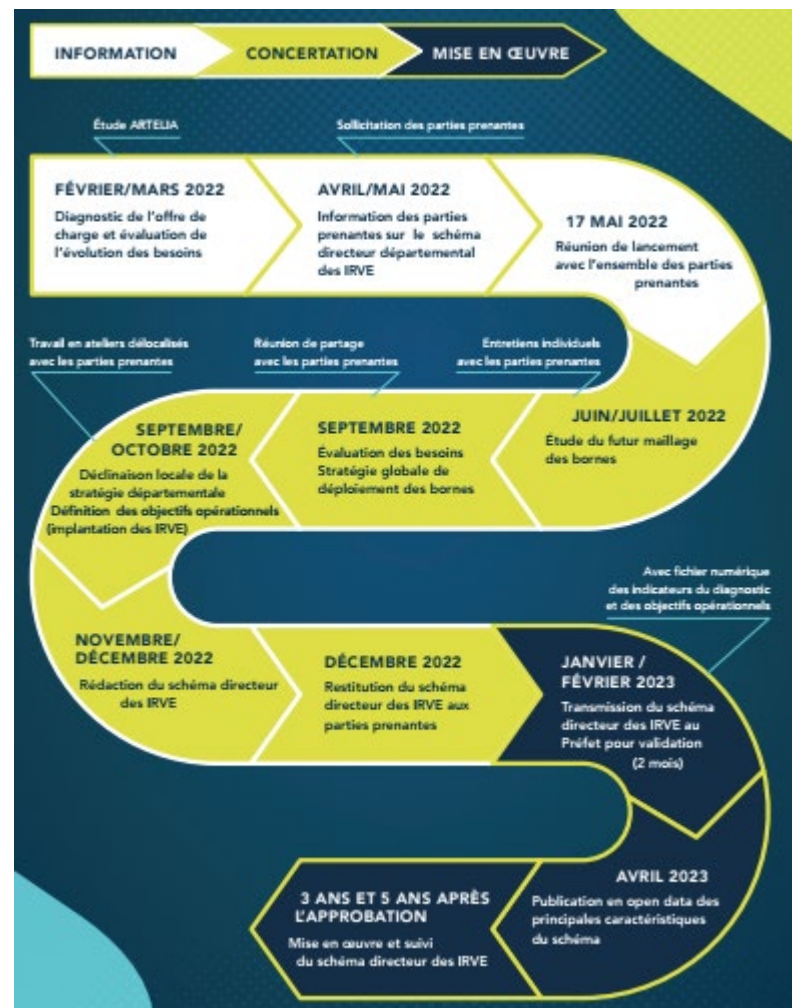 INFORMATION
CONCERTATION
MISE EN ŒUVRE
Étude ARTELIA
Sollicitation des parties prenantes
FÉVRIER/MARS 2022
Diagnostic de l'offre de
charge et évaluation de
l'évolution des besoins
AVRIL/MAI 2022
Information des parties
prenantes sur le schéma
directeur départemental
des IRVE
17 MAI 2022
Réunion de lancement
avec l'ensemble des parties
prenantes
Entretiens individuels
avec les parties prenantes
JUIN/JUILLET 2022
Étude du futur maillage
des bornes
Réunion de partage
avec les parties prenantes
SEPTEMBRE 2022
Évaluation des besoins
Stratégie globale de
déploiement des bornes
Travail en ateliers délocalisés
avec les parties prenantes
SEPTEMBRE/
OCTOBRE 2022
Déclinaison locale de la
stratégie départementale
Définition des objectifs opérationnels
(implantation des IRVE)
NOVEMBRE/
DÉCEMBRE 2022
Rédaction du schéma directeur
des IRVE
DÉCEMBRE 2022
Restitution du schéma
directeur des IRVE aux
parties prenantes
Avec fichier numérique
des indicateurs du diagnostic
et des objectifs opérationnels
JANVIER /
FÉVRIER 2023
Transmission du schéma
directeur des IRVE au
Préfet pour validation
(2 mois)
AVRIL 2023
Publication en open data des
principales caractéristiques
du schéma
3 ANS ET 5 ANS APRÈS
L'APPROBATION
Mise en œuvre et suivi
du schéma directeur des IRVE